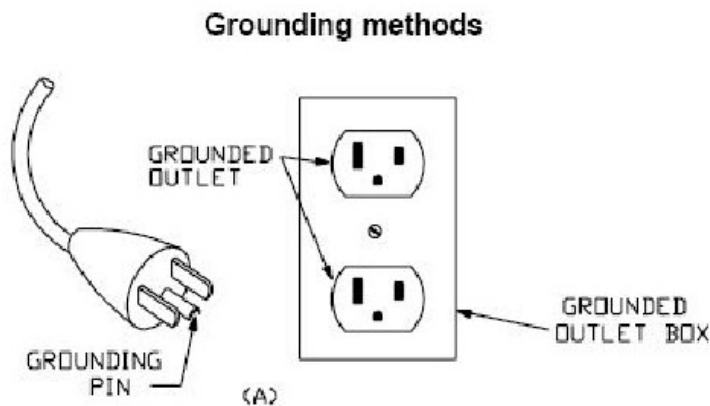 Grounding methods
GROUNDED
OUTLET
GROUNDED
OUTLET BOX
GROUNDING
PIN
(A)